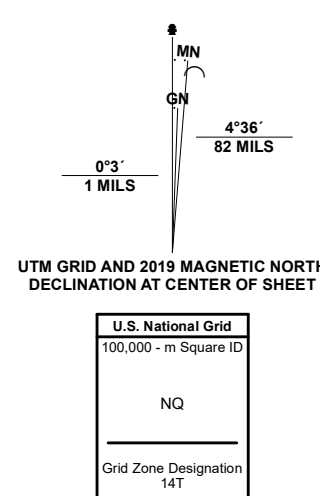 MN
GN
4°36´
82 MILS
0°3´
1 MILS
UTM GRID AND 2019 MAGNETIC NORTH
DECLINATION AT CENTER OF SHEET
U.S. National Grid
100,000 - m Square ID
NQ
Grid Zone Designation
14T